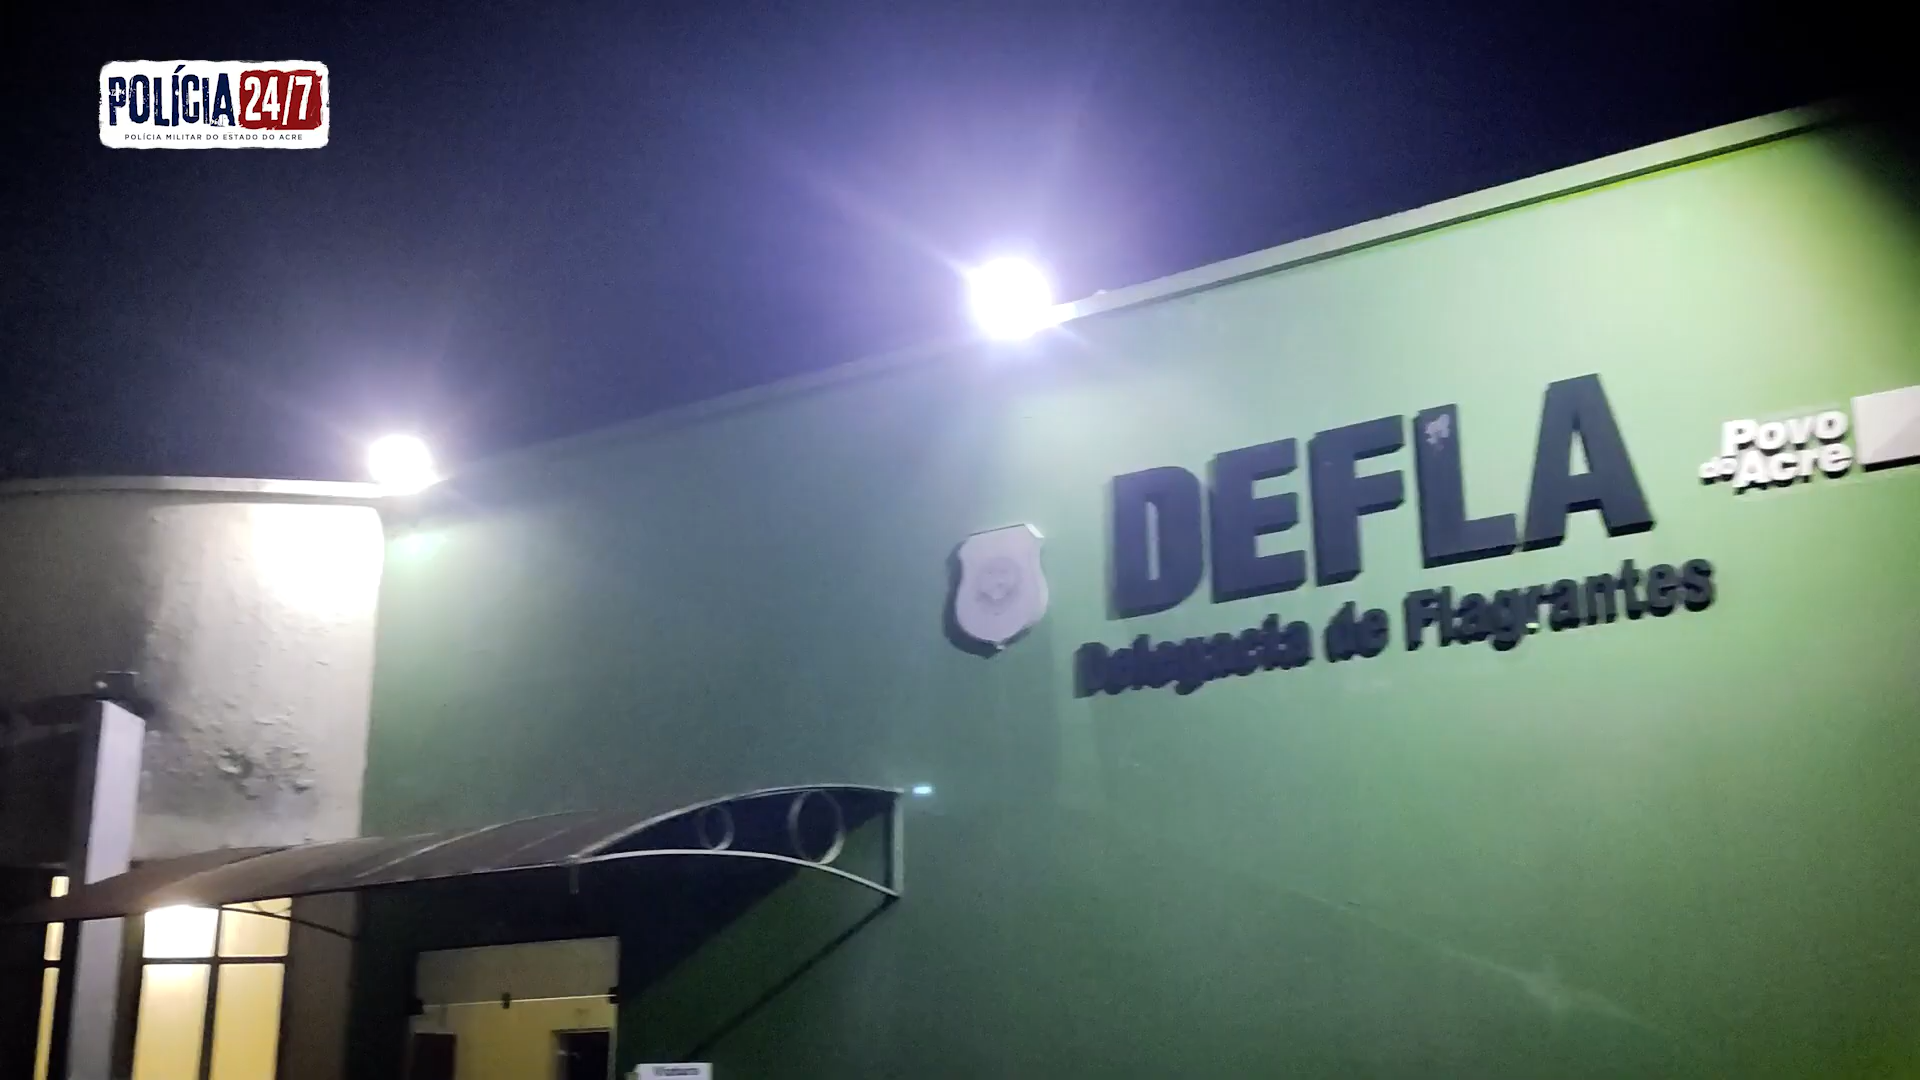 POLÍCIA 24/7
POLÍCIA MILITAR DO ESTADO DO ACRE
DEFLA
Delegacia de Flagrantes
Povo
do Acre